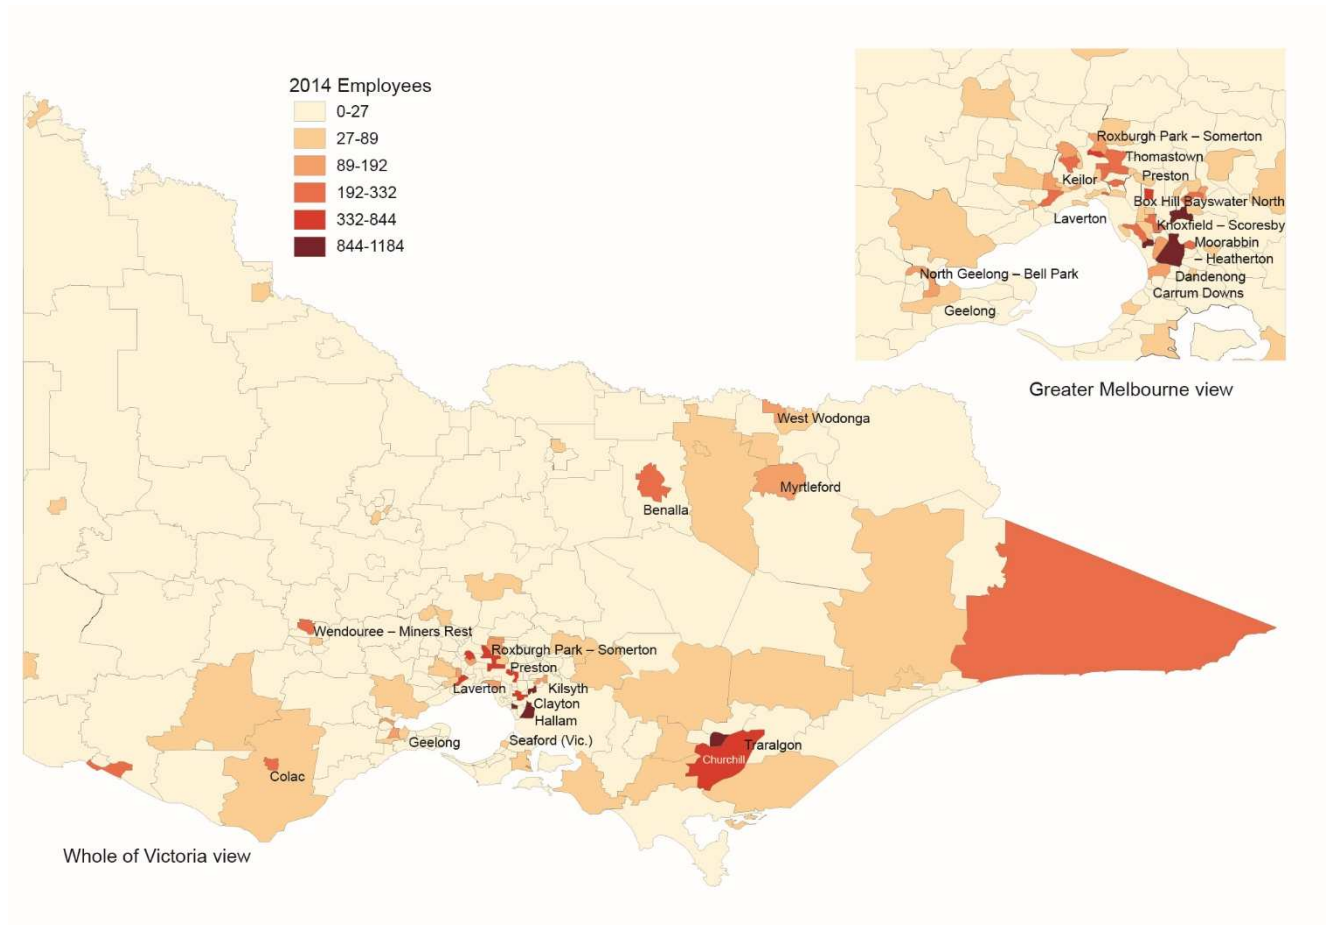 2014 Employees
0-27
27-89
89-192
192-332
332-844
844-1184
Roxburgh Park – Somerton
Thomastown
Preston
Keilor
Box Hill Bayswater North
Laverton
Knoxfield – Scoresby
Moorabbin
– Heatherton
North Geelong – Bell Park
Dandenong
Carrum Downs
Geelong
Greater Melbourne view
West Wodonga
Myrtleford
Benalla
Wendouree – Miners Rest
Roxburgh Park – Somerton
Preston
Laverton
Kilsyth
Clayton
Hallam
Geelong
Seaford (Vic.)
Traralgon
Churchill
Colac
Whole of Victoria view